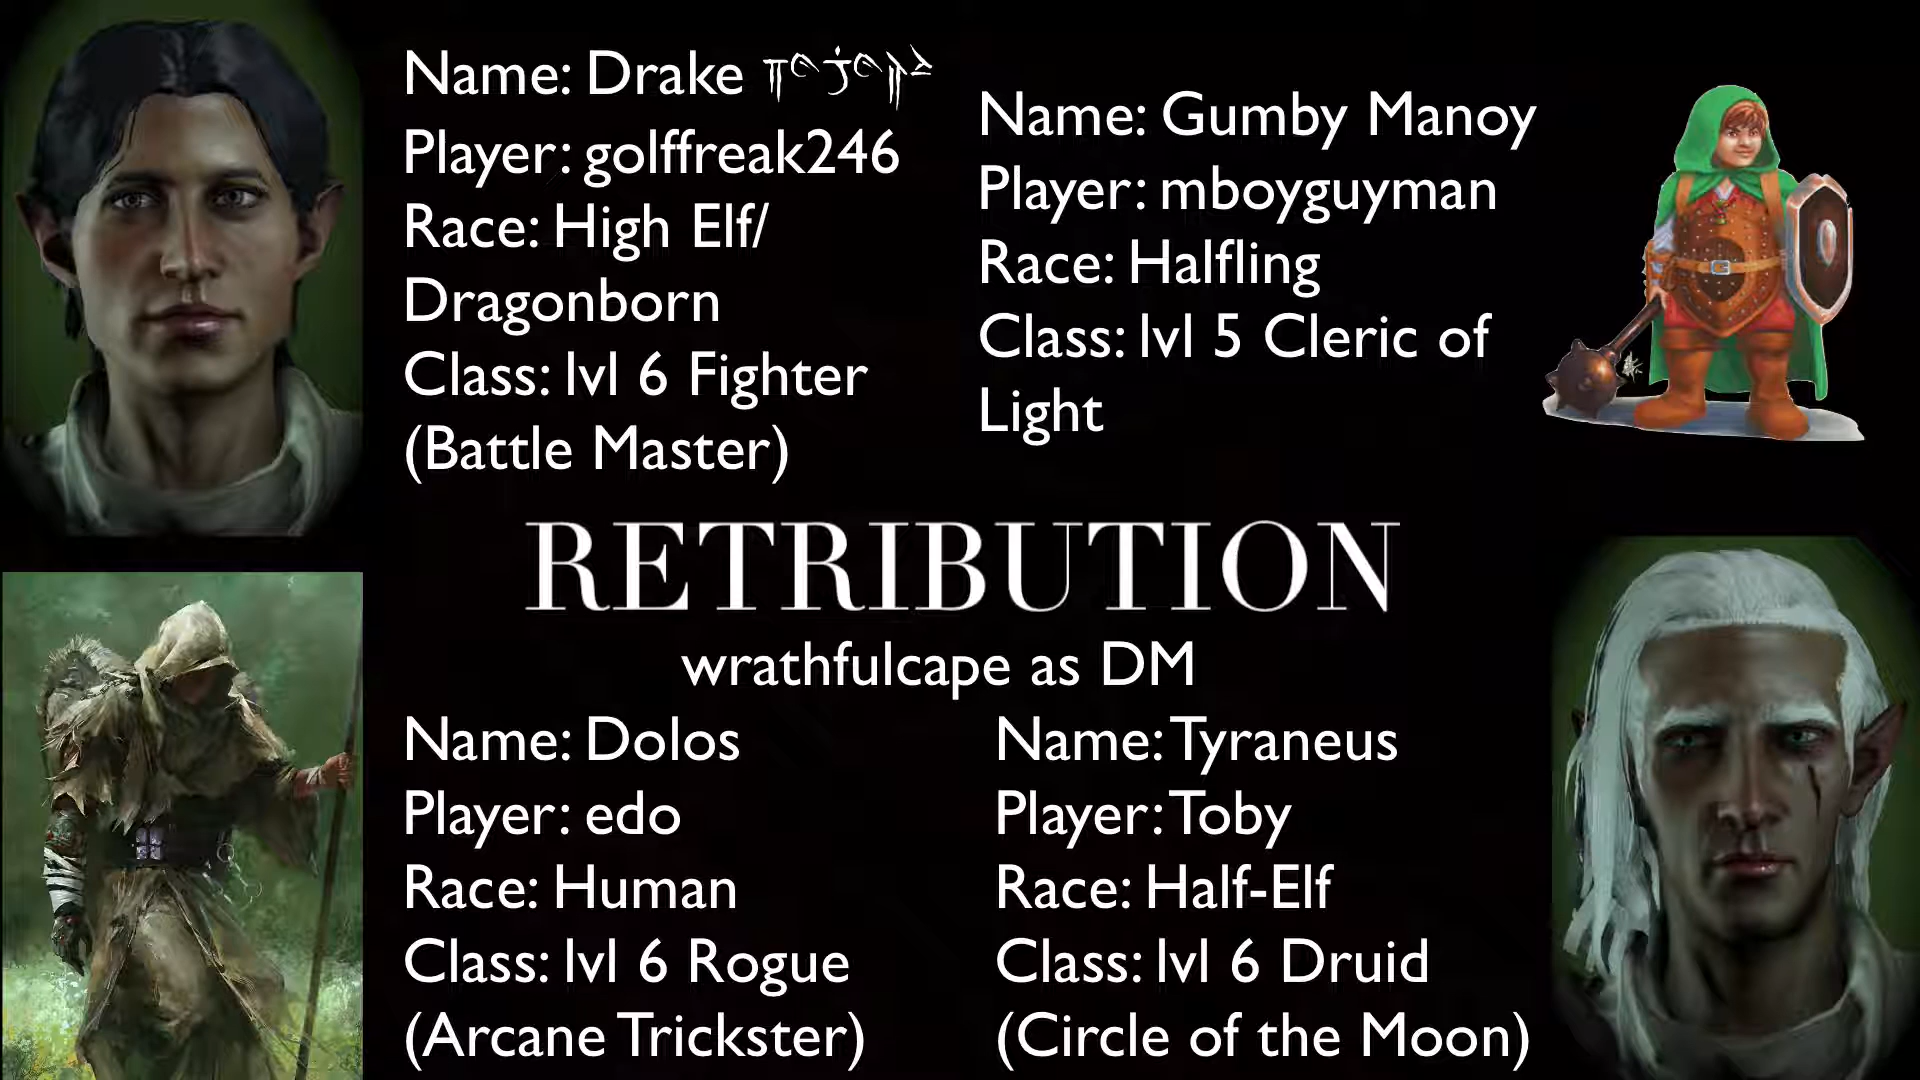 Name: Drake
Player: golffreak246
Race: High Elf/
Dragonborn
Class: lvl 6 Fighter
(Battle Master)
Name: Gumby Manoy
Player: mboyguyman
Race: Halfling
Class: lvl 5 Cleric of
Light
RETRIBUTION
wrathfulcape as DM
Name: Dolos
Player: edo
Race: Human
Class: lvl 6 Rogue
(Arcane Trickster)
Name: Tyraneus
Player: Toby
Race: Half-Elf
Class: lvl 6 Druid
(Circle of the Moon)